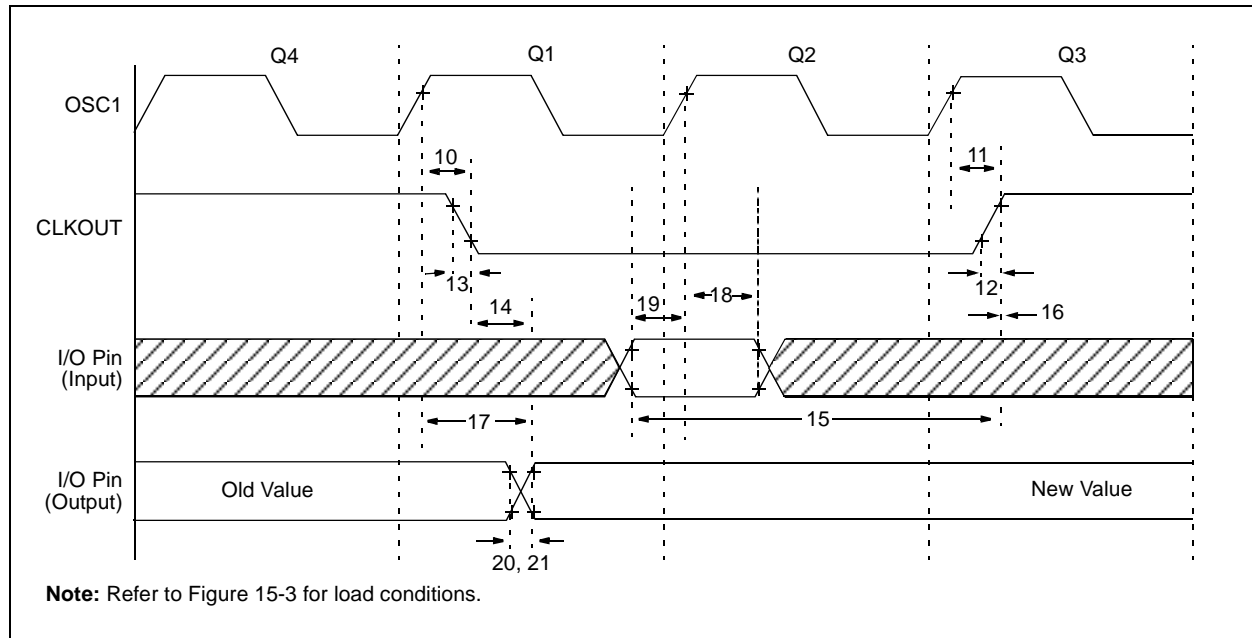 Q4 Q1 Q2 Q3
OSC1
10 11
CLKOUT
13 12
14 19 18 16
I/O Pin
(Input)
17 15
I/O Pin
(Output)
Old Value New Value
20, 21
Note: Refer to Figure 15-3 for load conditions.